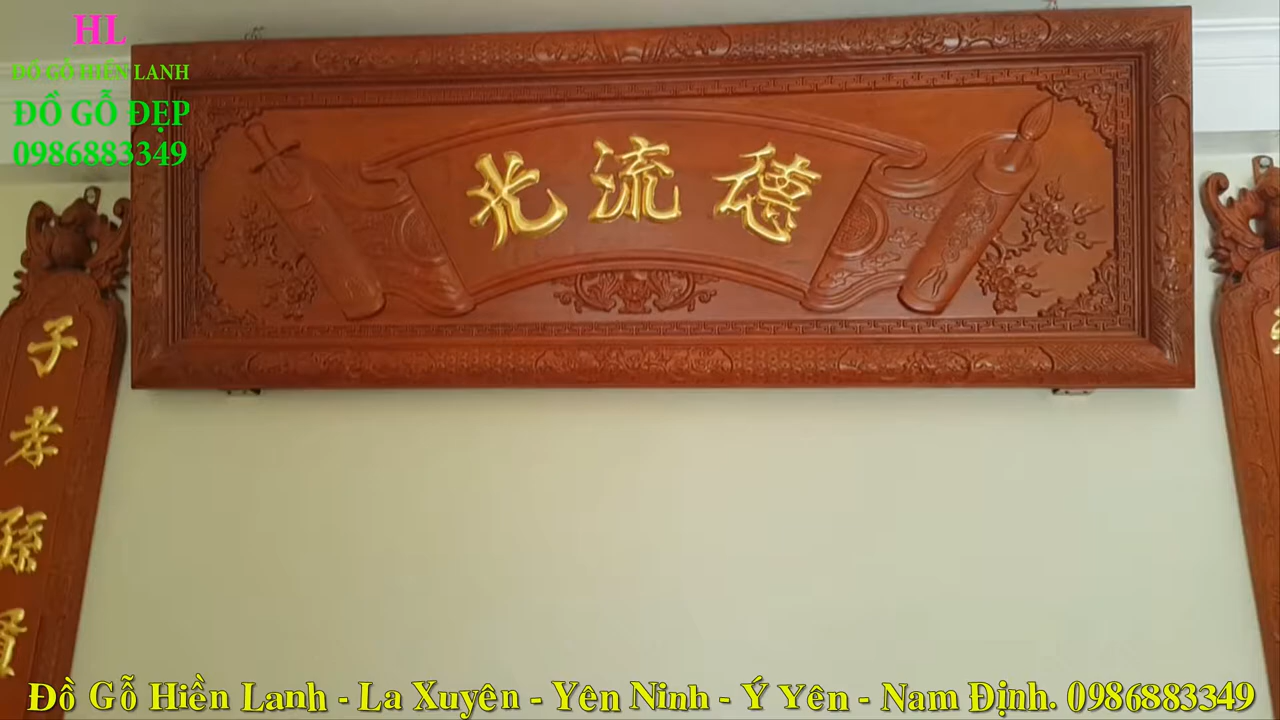 HL
ĐỒ GỖ HIỀN LANH
ĐỒ GỖ ĐẸP
0986883349
光流德
子孝孫賢
Đồ Gỗ Hiền Lanh - La Xuyên - Yên Ninh - Ý Yên - Nam Định. 0986883349